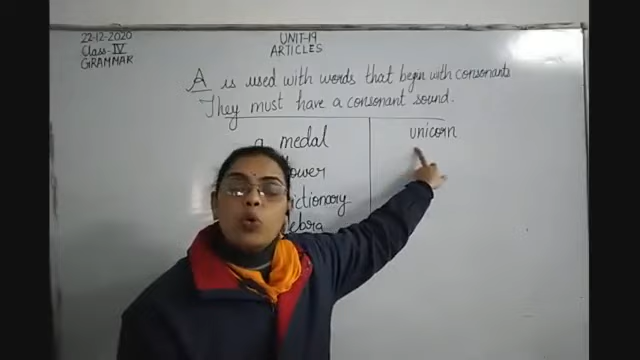 22-12-2020
Class-IV
GRAMMAR
UNIT-19
ARTICLES
A is used with words that begin with consonants
They must have a consonant sound.
a medal
unicorn